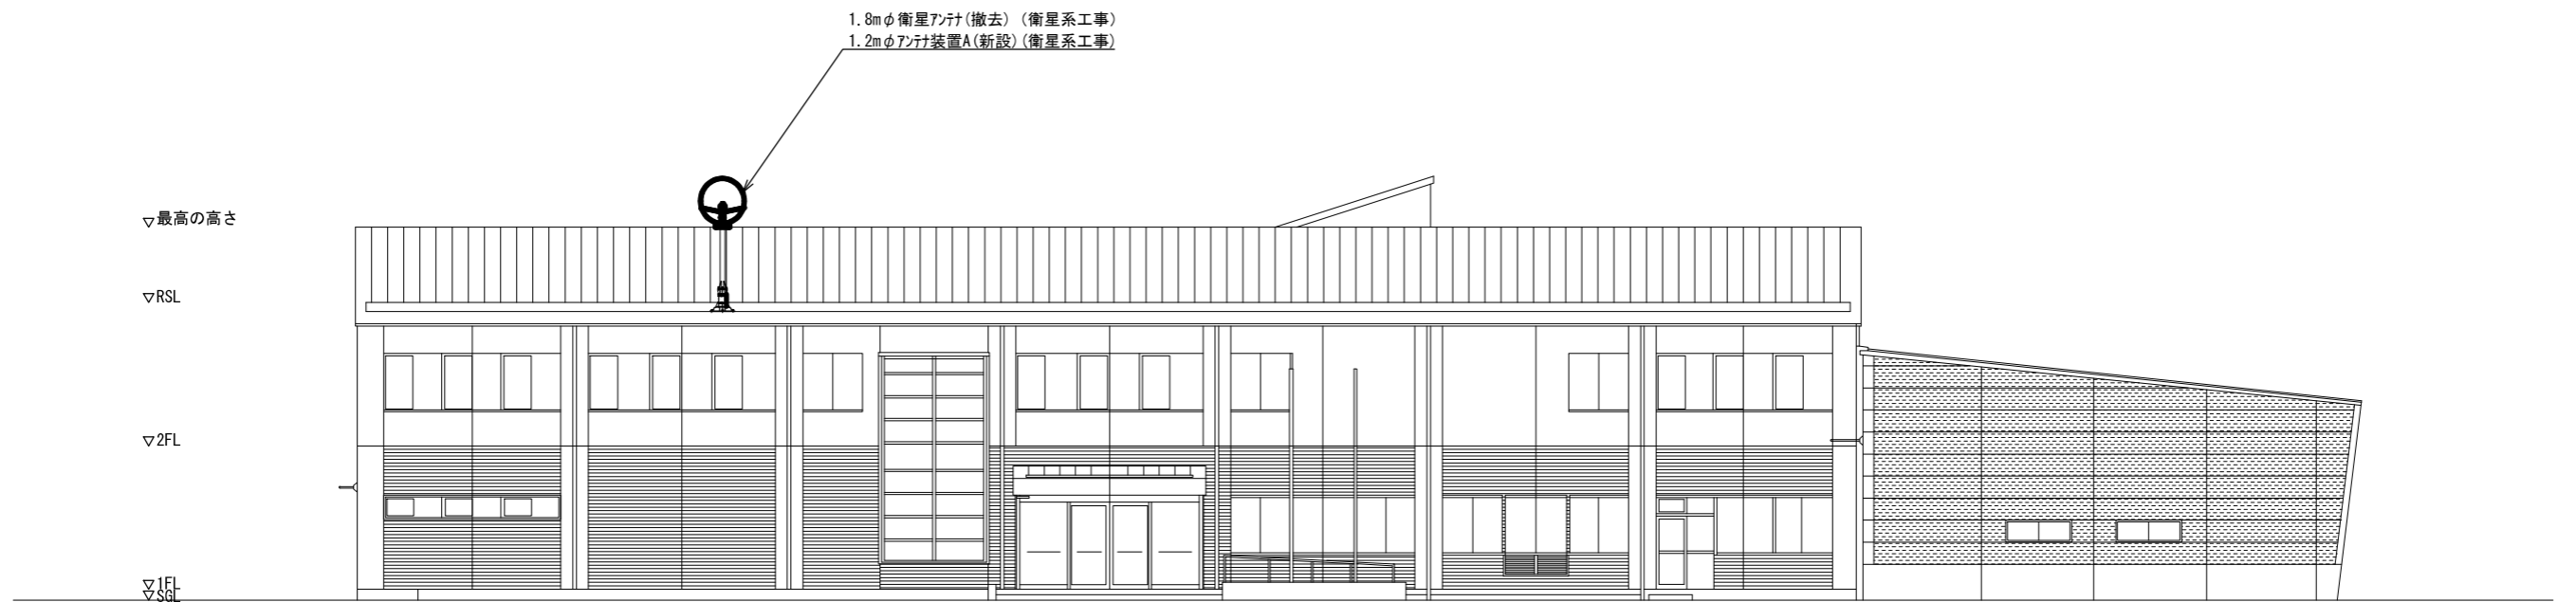 1.8mφ衛星ｱﾝﾃﾅ(撤去) (衛星系工事)
1.2mφｱﾝﾃﾅ装置A(新設)(衛星系工事)
▽最高の高さ
▽RSL
▽2FL
▽1FL
▽SGL